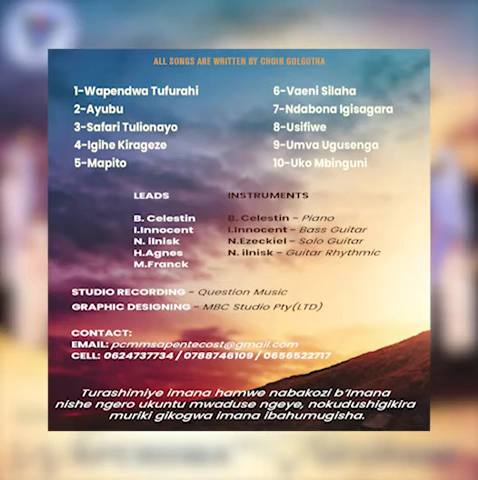 ALL SONGS ARE WRITTEN BY CHOIR GOLGOTHA
1-Wapendwa Tufurahi
2-Ayubu
3-Safari Tulionayo
4-Igihe Kirageze
5-Mapito
6-Vaeni Silaha
7-Ndabona Igisagara
8-Usifiwe
9-Umva Ugusenga
10-Uko Mbinguni
LEADS
B. Celestin
I.Innocent
N. ilnisk
H.Agnes
M.Franck
INSTRUMENTS
B. Celestin - Piano
I.Innocent - Bass Guitar
N.Ezeckiel - Solo Guitar
N. ilnisk - Guitar Rhythmic
STUDIO RECORDING - Question Music
GRAPHIC DESIGNING - MBC Studio Pty(LTD)
CONTACT:
EMAIL: pcmmsapentecost@gmail.com
CELL: 0624737734 / 0788746109 / 0656522717
Turashimiye imana hamwe nabakozi b'imana
nishe ngero ukuntu mwaduse ngeye, nokudushigikira
muriki gikogwa imana ibahumugisha.